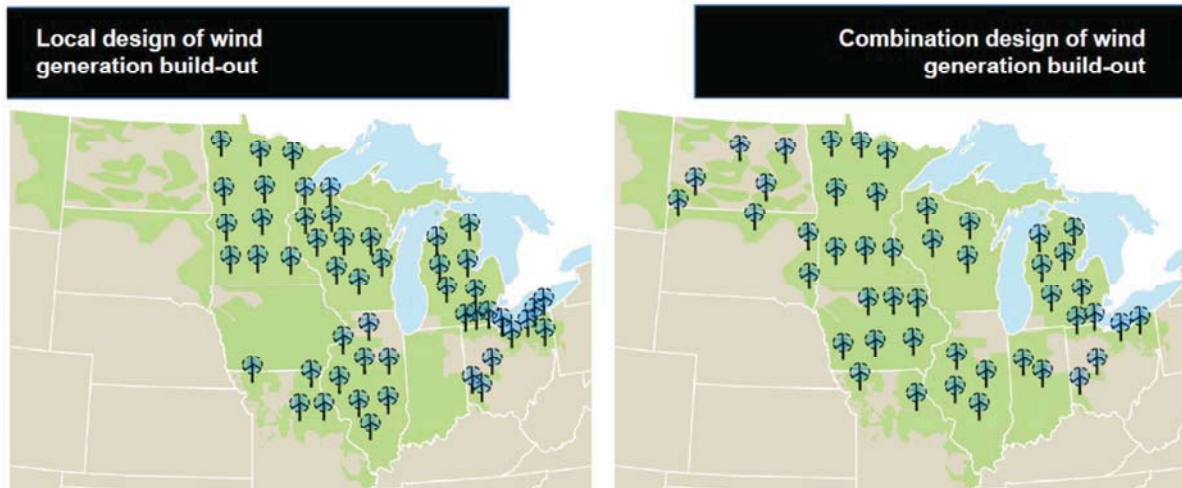 Local design of wind
generation build-out
Combination design of wind
generation build-out